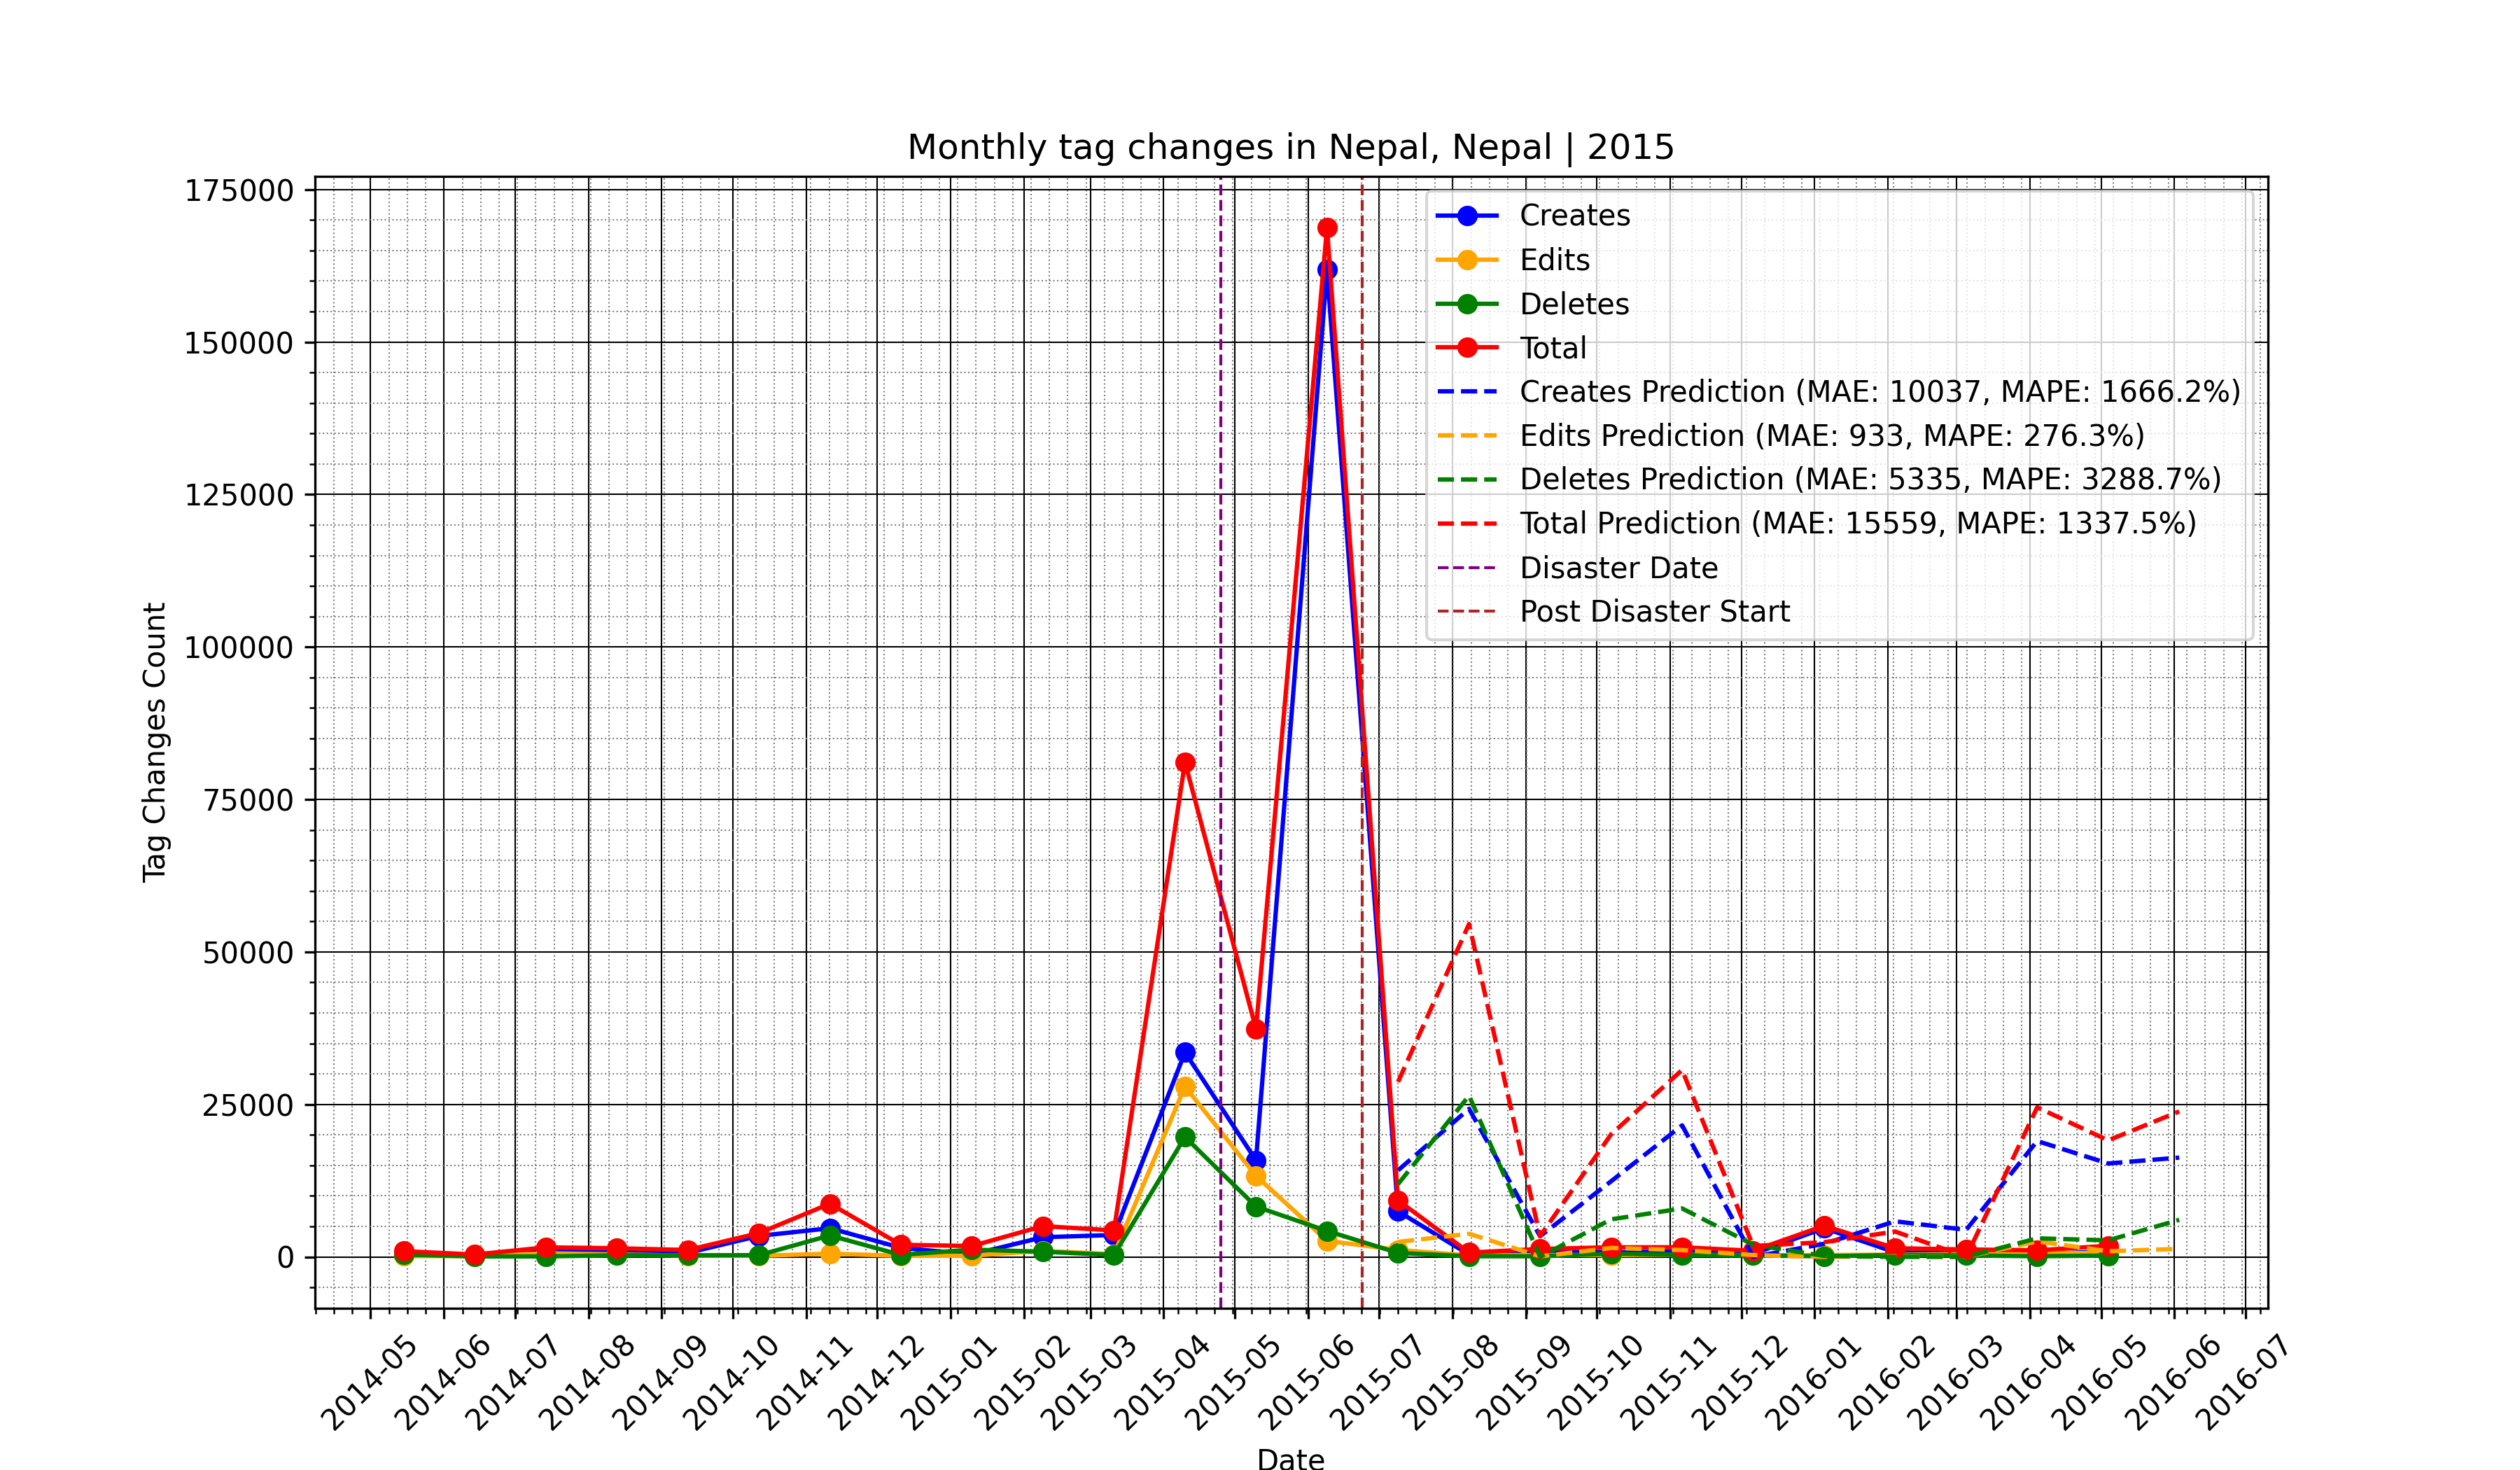 Monthly tag changes in Nepal, Nepal | 2015
175000
150000
125000
100000
75000
50000
25000
0
Tag Changes Count
Creates
Edits
Deletes
Total
Creates Prediction (MAE: 10037, MAPE: 1666.2%)
Edits Prediction (MAE: 933, MAPE: 276.3%)
Deletes Prediction (MAE: 5335, MAPE: 3288.7%)
Total Prediction (MAE: 15559, MAPE: 1337.5%)
Disaster Date
Post Disaster Start
2014-05
2014-06
2014-07
2014-08
2014-09
2014-10
2014-11
2014-12
2015-01
2015-02
2015-03
2015-04
2015-05
2015-06
2015-07
2015-08
2015-09
2015-10
2015-11
2015-12
2016-01
2016-02
2016-03
2016-04
2016-05
2016-06
2016-07
Date